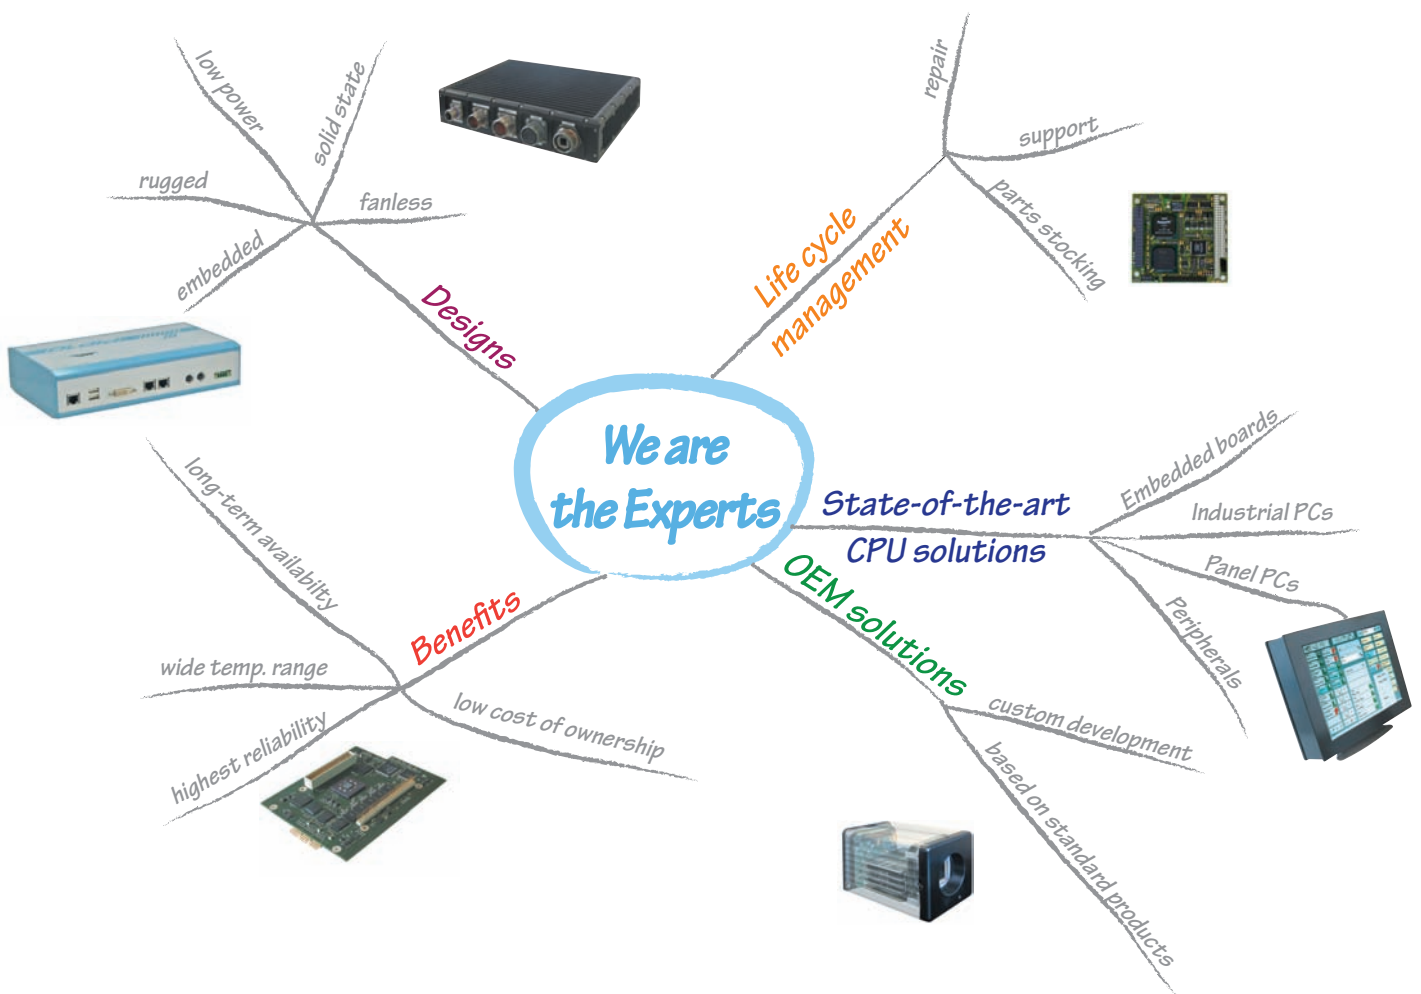 low power
solid state
rugged
fanless
embedded
Designs
repair
support
parts stocking
Life cycle
management
We are
the Experts
State-of-the-art
CPU solutions
Embedded boards
Industrial PCs
Panel PCs
Peripherals
OEM solutions
custom development
based on standard products
Benefits
long-term availabilty
wide temp. range
highest reliability
low cost of ownership